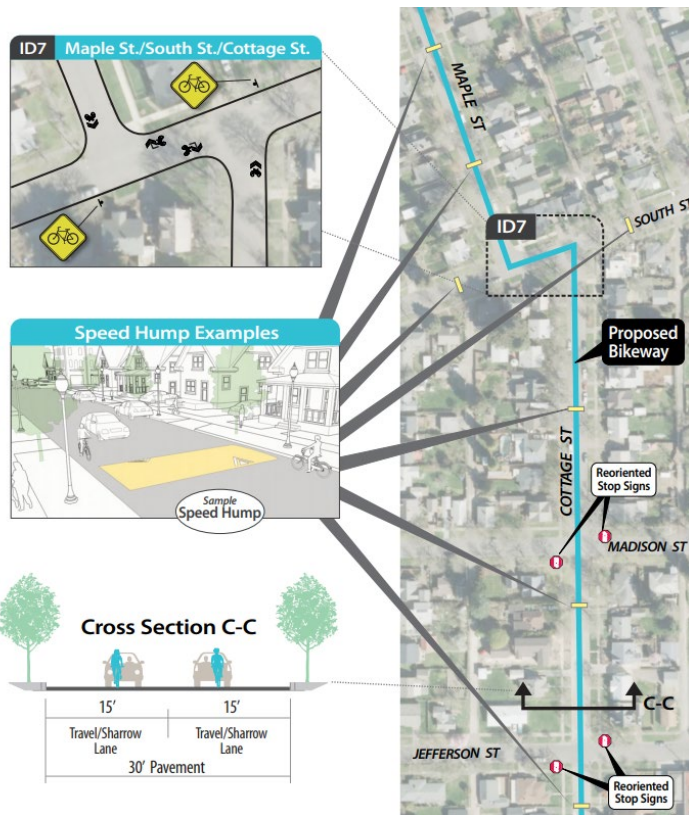 ID7 Maple St./South St./Cottage St.
MAPLE ST
SOUTH ST
ID7
Speed Hump Examples
Sample
Speed Hump
Proposed
Bikeway
COTTAGE ST
Reoriented
Stop Signs
MADISON ST
Cross Section C-C
15’
15’
Travel/Sharrow
Lane
Travel/Sharrow
Lane
30’ Pavement
C-C
JEFFERSON ST
Reoriented
Stop Signs